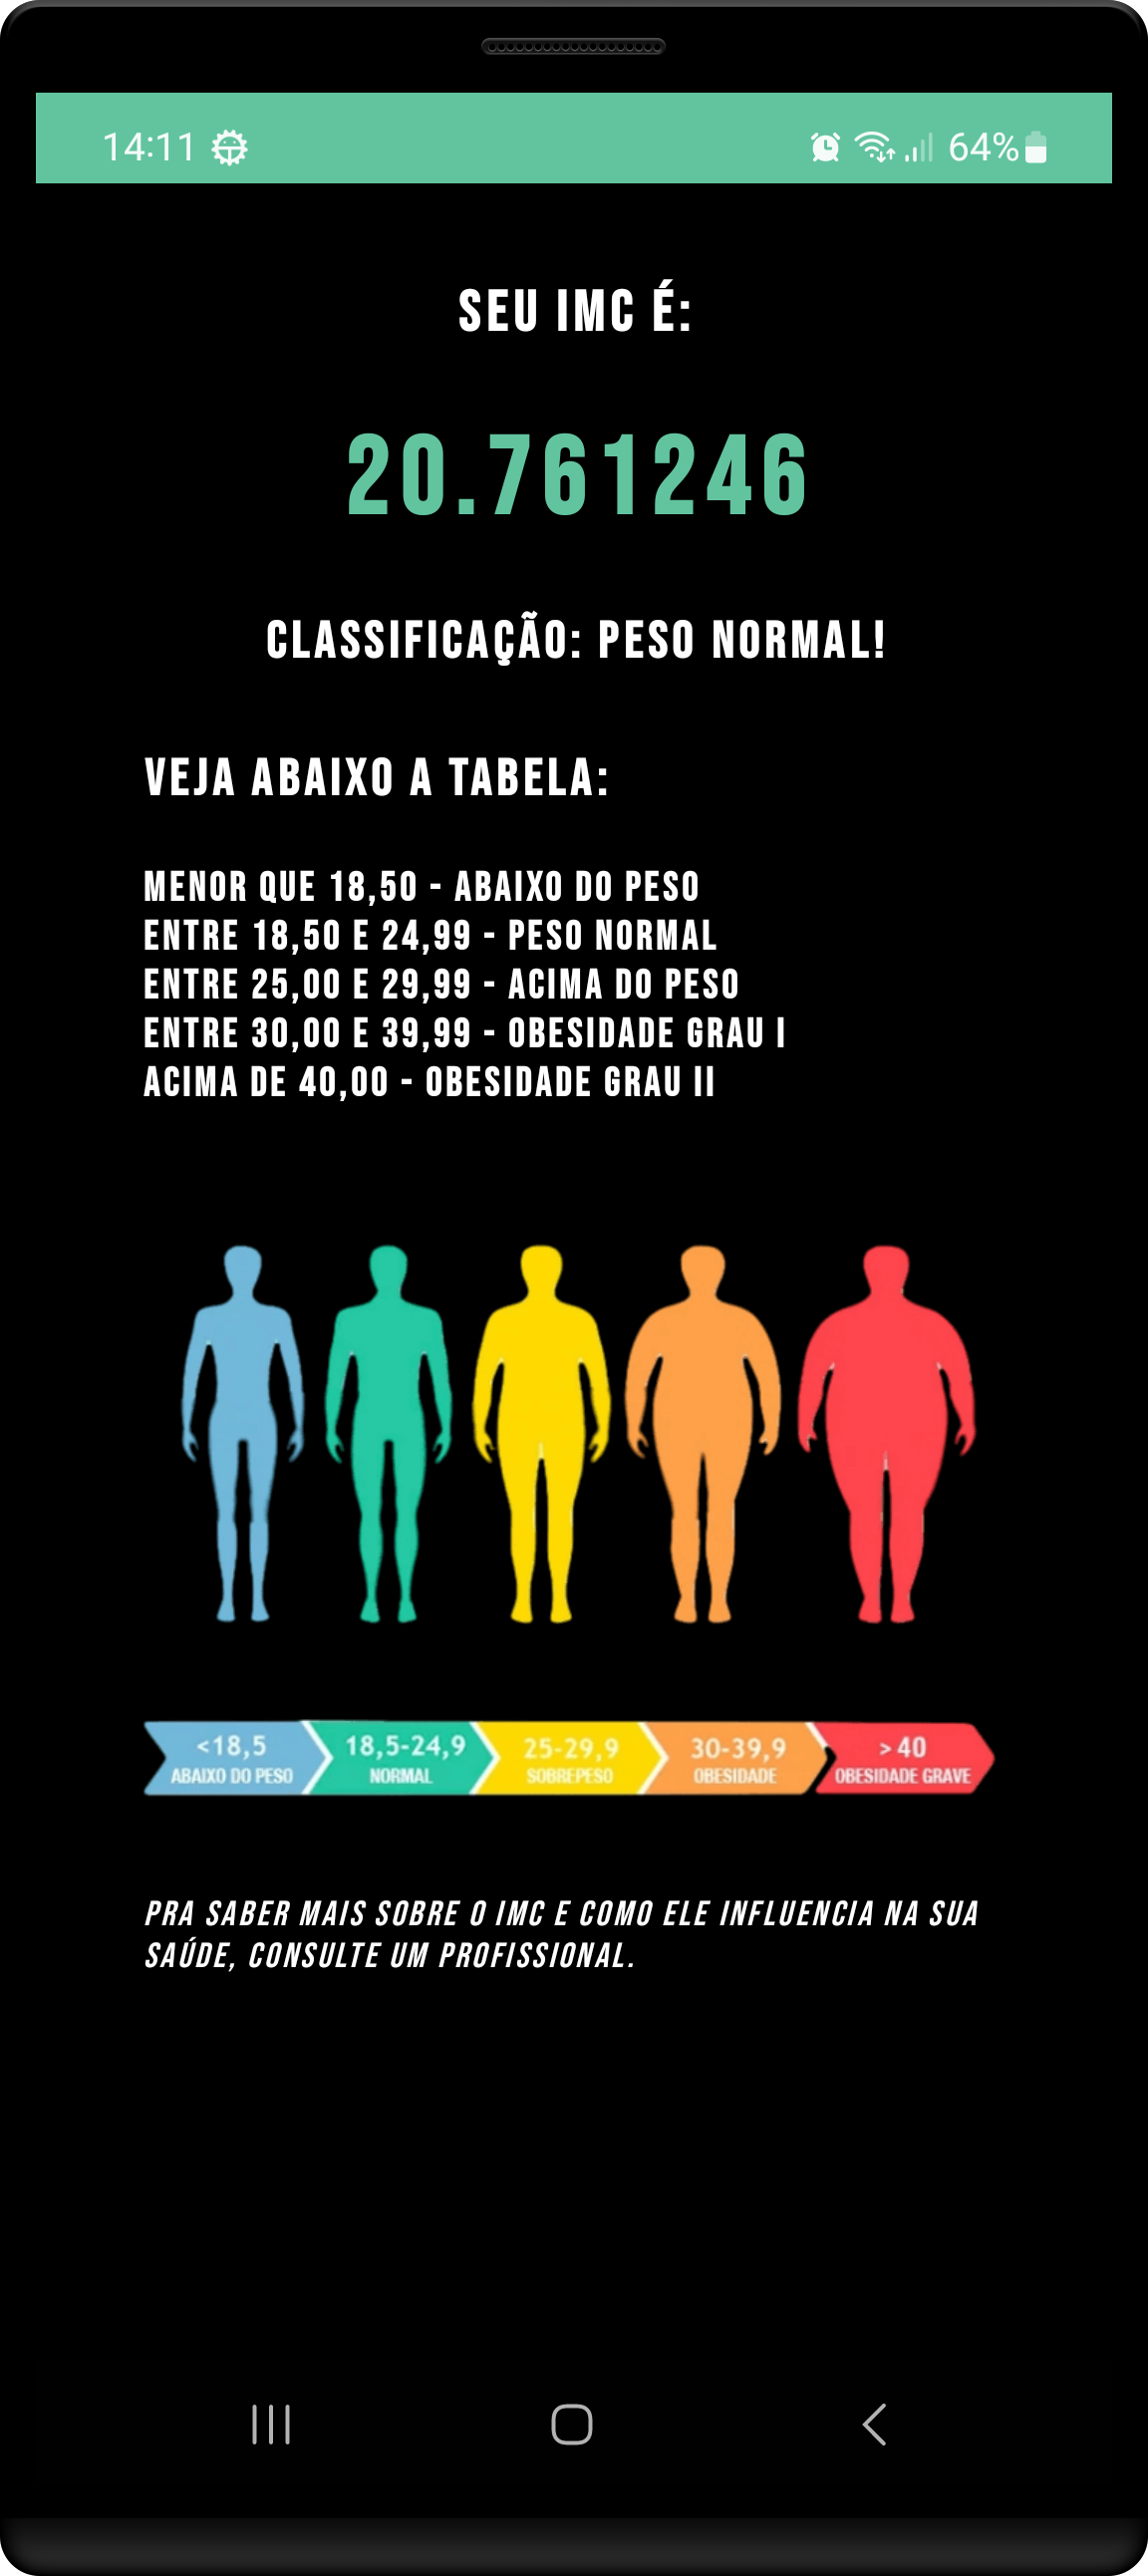 14:11 64%
SEU IMC É:
20.761246
CLASSIFICAÇÃO: PESO NORMAL!
VEJA ABAIXO A TABELA:
MENOR QUE 18,50 - ABAIXO DO PESO
ENTRE 18,50 E 24,99 - PESO NORMAL
ENTRE 25,00 E 29,99 - ACIMA DO PESO
ENTRE 30,00 E 39,99 - OBESIDADE GRAU I
ACIMA DE 40,00 - OBESIDADE GRAU II
<18,5 18,5-24,9 25-29,9 30-39,9 > 40
ABAIXO DO PESO NORMAL SOBREPESO OBESIDADE OBESIDADE GRAVE
PRA SABER MAIS SOBRE O IMC E COMO ELE INFLUENCIA NA SUA
SAÚDE, CONSULTE UM PROFISSIONAL.